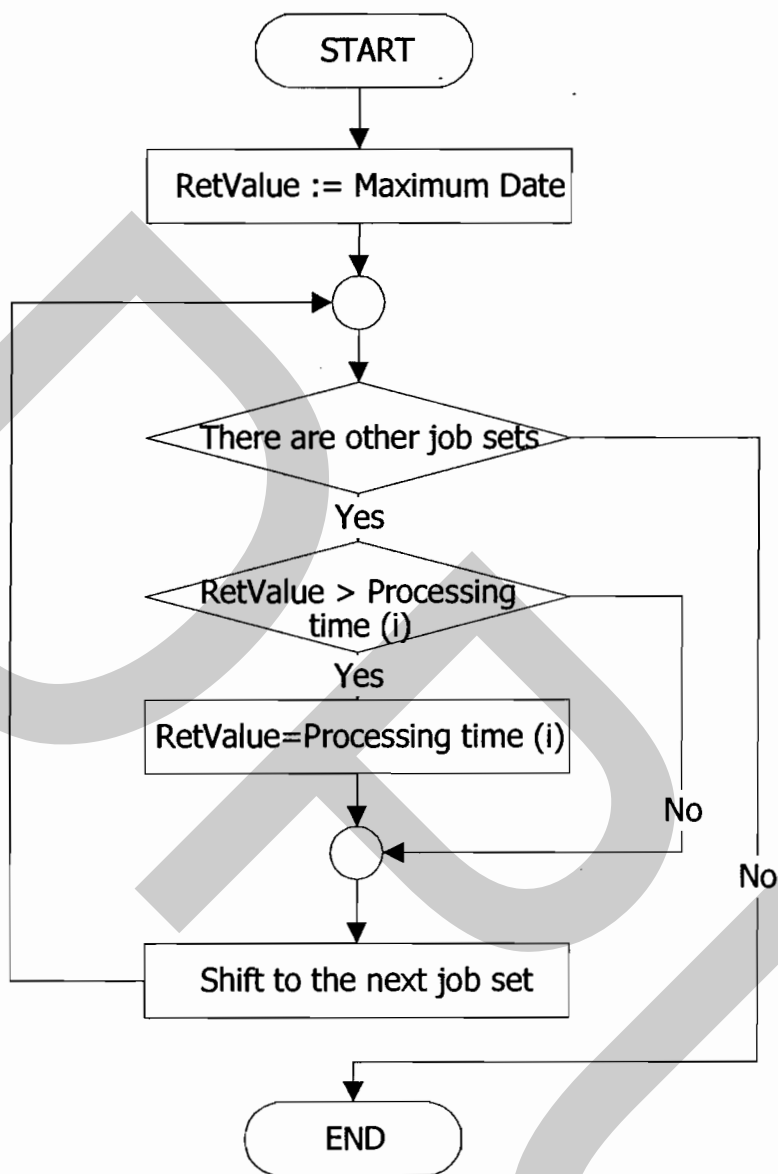 START
RetValue := Maximum Date
There are other job sets
Yes
RetValue > Processing
time (i)
Yes
RetValue=Processing time (i)
No
No
Shift to the next job set
END